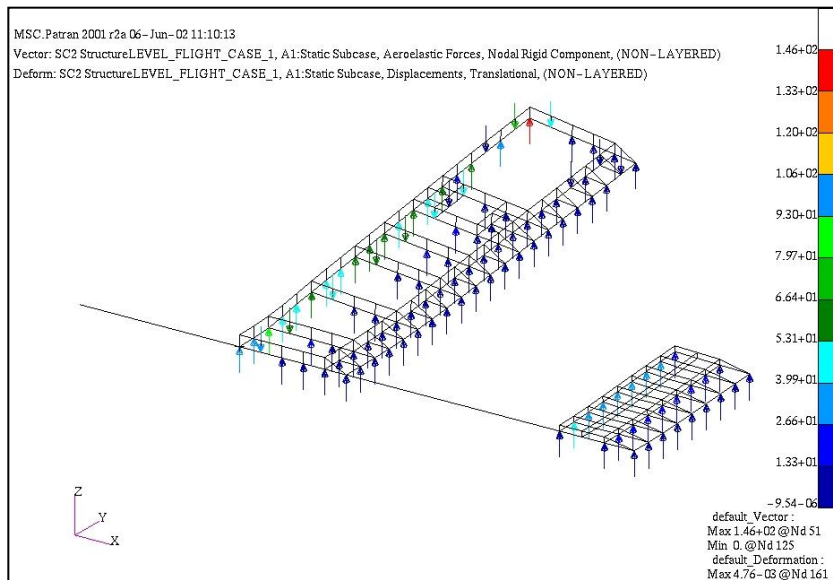 MSC.Patran 2001 r2a 06-Jun-02 11:10:13
Vector: SC2 StructureLEVEL_FLIGHT_CASE_1, A1:Static Subcase, Aeroelastic Forces, Nodal Rigid Component, (NON-LAYERED)
Deform: SC2 StructureLEVEL_FLIGHT_CASE_1, A1:Static Subcase, Displacements, Translational, (NON-LAYERED)
1.46+02
1.33+02
1.20+02
1.06+02
9.30+01
7.97+01
6.64+01
5.31+01
3.99+01
2.66+01
1.33+01
-9.54-06
Z
Y
X
default_Vector :
Max 1.46+02 @Nd 51
Min 0. @Nd 125
default_Deformation :
Max 4.76-03 @Nd 161